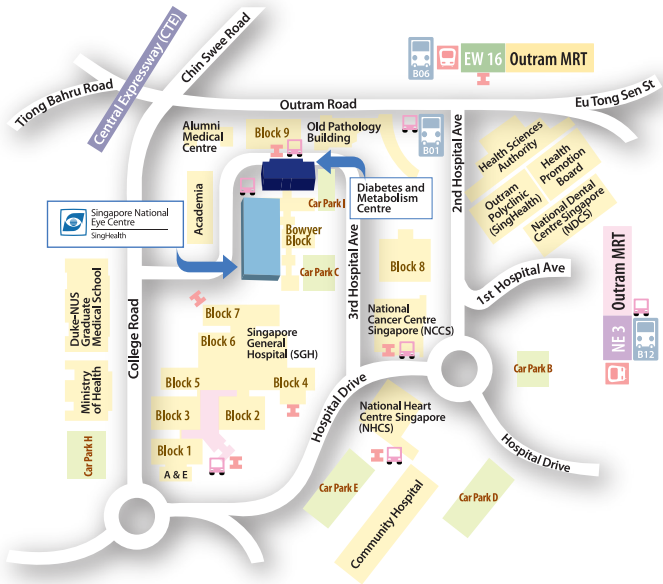 Central Expressway (CTE)
Chin Swee Road
Tiong Bahru Road
B06
EW 16
Outram MRT
Outram Road
Eu Tong Sen St
Alumni
Medical
Centre
Block 9
Old Pathology
Building
B01
2nd Hospital Ave
Health Sciences
Authority
Health
Promotion
Board
Outram
Polyclinic
(SingHealth)
National Dental
Centre Singapore
(NDCS)
Academia
Car Park I
Diabetes and
Metabolism
Centre
Singapore National
Eye Centre
SingHealth
Bowyer
Block
Car Park C
3rd Hospital Ave
Block 8
1st Hospital Ave
Outram MRT
NE 3
B12
Duke-NUS
Graduate
Medical School
College Road
Block 7
Block 6
Singapore
General
Hospital (SGH)
National
Cancer Centre
Singapore (NCCS)
Ministry
of Health
Block 5
Block 4
Block 3
Block 2
Hospital Drive
Car Park B
National Heart
Centre Singapore
(NHCS)
Car Park H
Block 1
A & E
Hospital Drive
Car Park E
Community Hospital
Car Park D